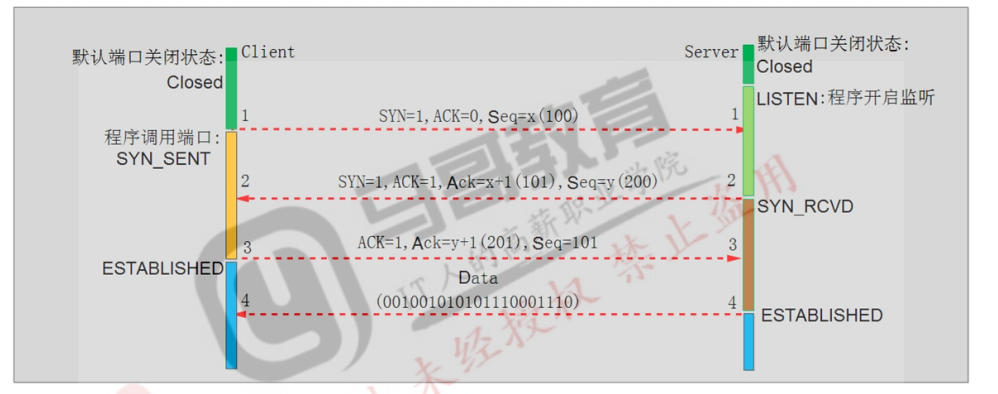 默认端口关闭状态:
Closed
Client
Server
默认端口关闭状态:
Closed
LISTEN:程序开启监听
1
SYN=1,ACK=0,Seq=x(100)
1
程序调用端口:
SYN_SENT
2
SYN=1,ACK=1,Ack=x+1(101),Seq=y(200)
2
SYN_RCVD
3
ACK=1,Ack=y+1(201),Seq=101
3
ESTABLISHED
Data
4
(001001010101110001110)
4
ESTABLISHED
马哥教育
IT人的高薪职业学院
未经授权 禁止盗用